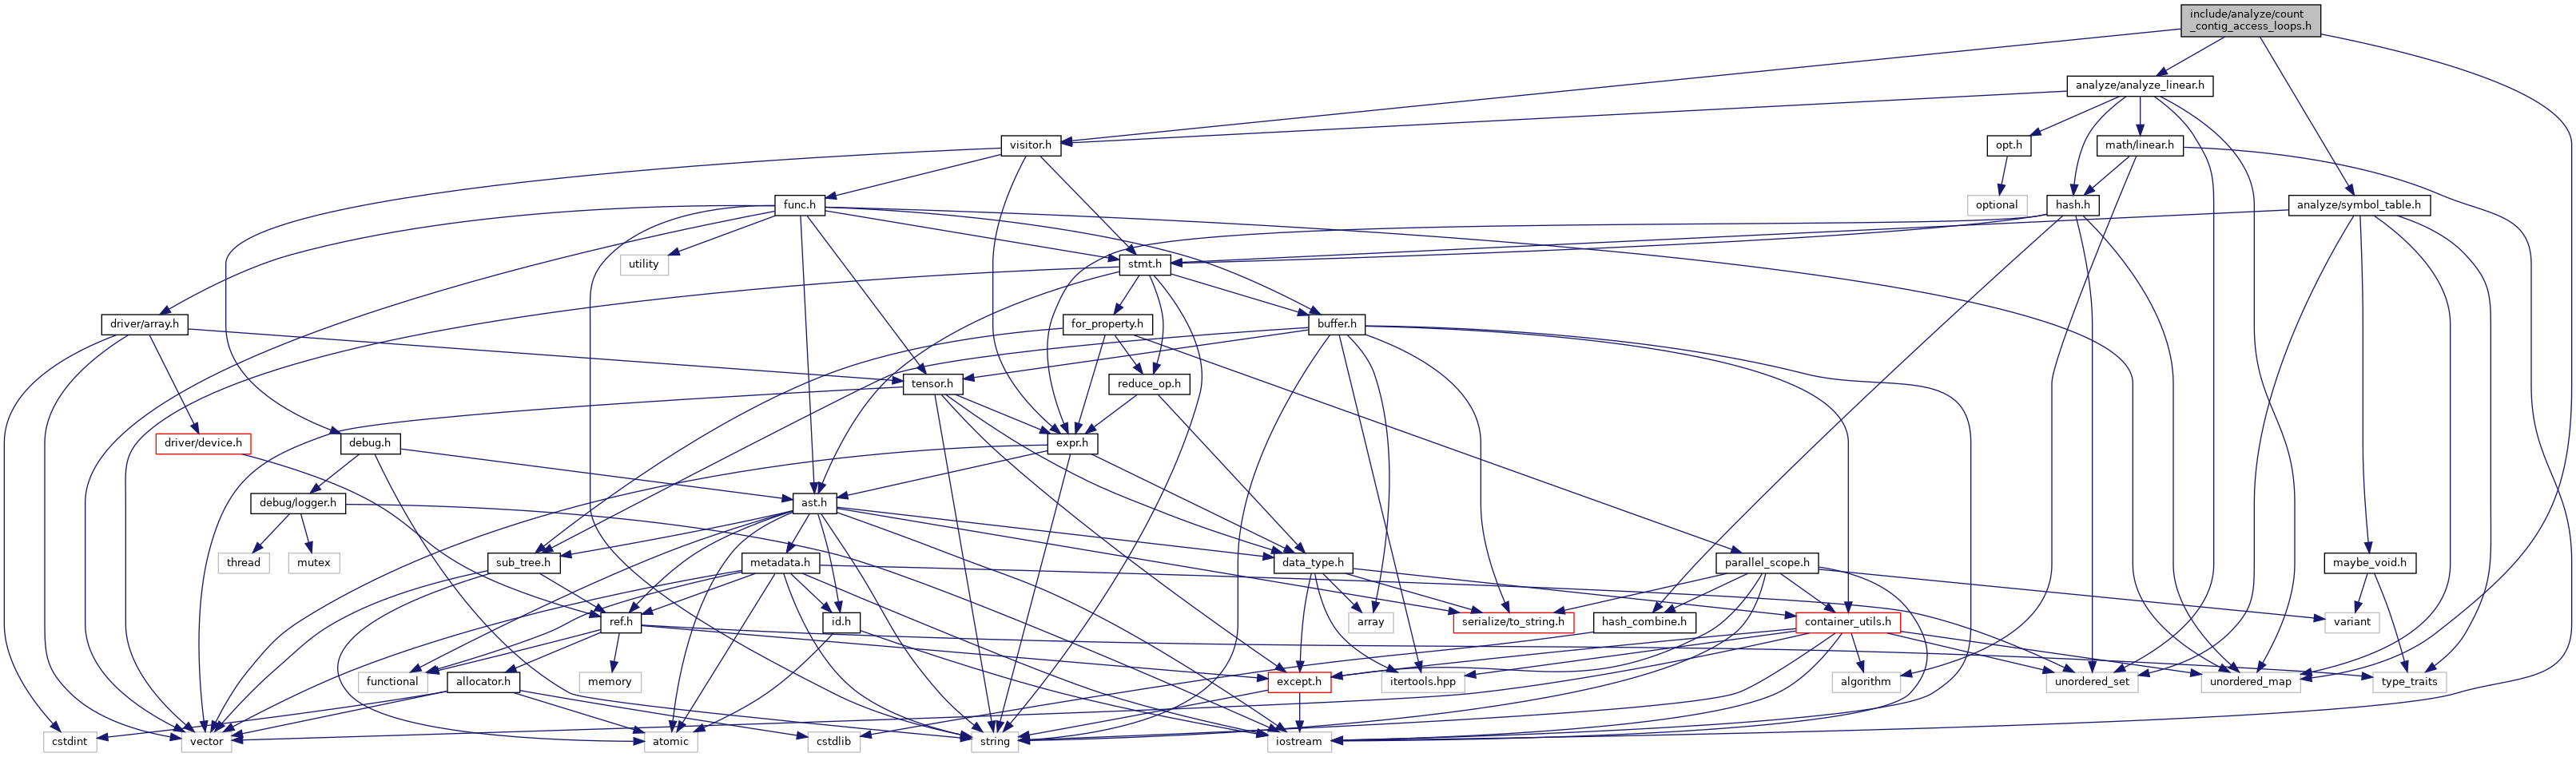 include/analyze/count
_contig_access_loops.h
analyze/analyze_linear.h
visitor.h
opt.h
math/linear.h
func.h
optional
hash.h
analyze/symbol_table.h
utility
stmt.h
driver/array.h
for_property.h
buffer.h
tensor.h
reduce_op.h
driver/device.h
debug.h
expr.h
debug/logger.h
ast.h
thread
mutex
sub_tree.h
metadata.h
data_type.h
parallel_scope.h
maybe_void.h
ref.h
id.h
array
serialize/to_string.h
hash_combine.h
container_utils.h
variant
functional
allocator.h
memory
except.h
itertools.hpp
algorithm
unordered_set
unordered_map
type_traits
cstdint
vector
atomic
cstdlib
string
iostream